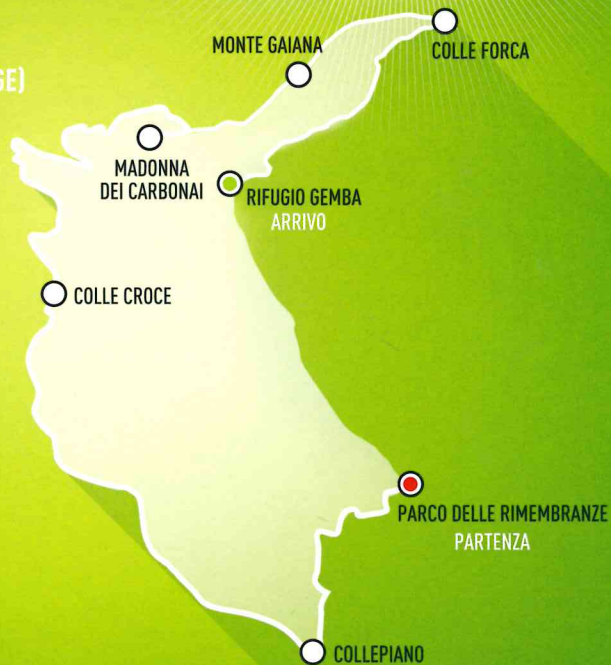 MONTE GAIANA
COLLE FORCA
GE)
MADONNA
DEI CARBONAI
RIFUGIO GEMBA
ARRIVO
COLLE CROCE
PARCO DELLE RIMEMBRANZE
PARTENZA
COLLEPIANO